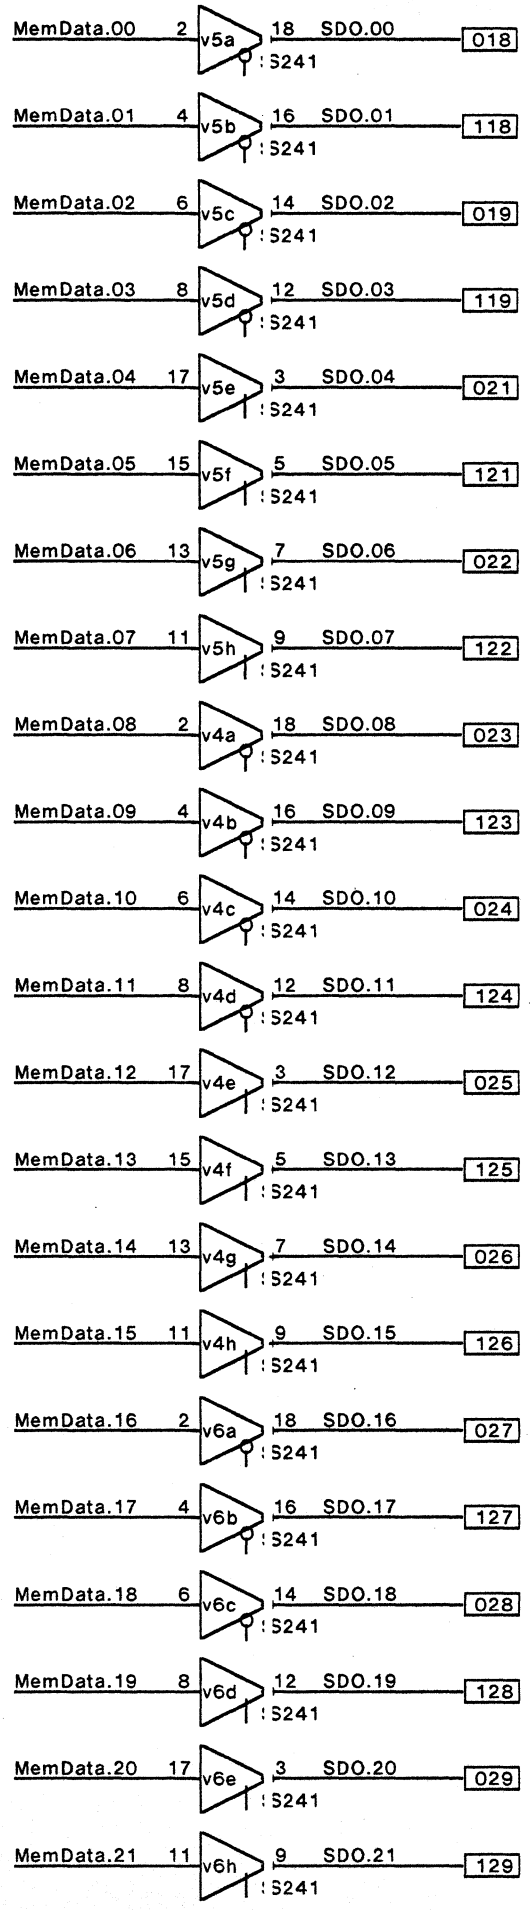 MemData.00 2 v5a 18 SDO.00 018
S241
MemData.01 4 v5b 16 SDO.01 118
S241
MemData.02 6 v5c 14 SDO.02 019
S241
MemData.03 8 v5d 12 SDO.03 119
S241
MemData.04 17 v5e 3 SDO.04 021
S241
MemData.05 15 v5f 5 SDO.05 121
S241
MemData.06 13 v5g 7 SDO.06 022
S241
MemData.07 11 v5h 9 SDO.07 122
S241
MemData.08 2 v4a 18 SDO.08 023
S241
MemData.09 4 v4b 16 SDO.09 123
S241
MemData.10 6 v4c 14 SDO.10 024
S241
MemData.11 8 v4d 12 SDO.11 124
S241
MemData.12 17 v4e 3 SDO.12 025
S241
MemData.13 15 v4f 5 SDO.13 125
S241
MemData.14 13 v4g 7 SDO.14 026
S241
MemData.15 11 v4h 9 SDO.15 126
S241
MemData.16 2 v6a 18 SDO.16 027
S241
MemData.17 4 v6b 16 SDO.17 127
S241
MemData.18 6 v6c 14 SDO.18 028
S241
MemData.19 8 v6d 12 SDO.19 128
S241
MemData.20 17 v6e 3 SDO.20 029
S241
MemData.21 11 v6h 9 SDO.21 129
S241